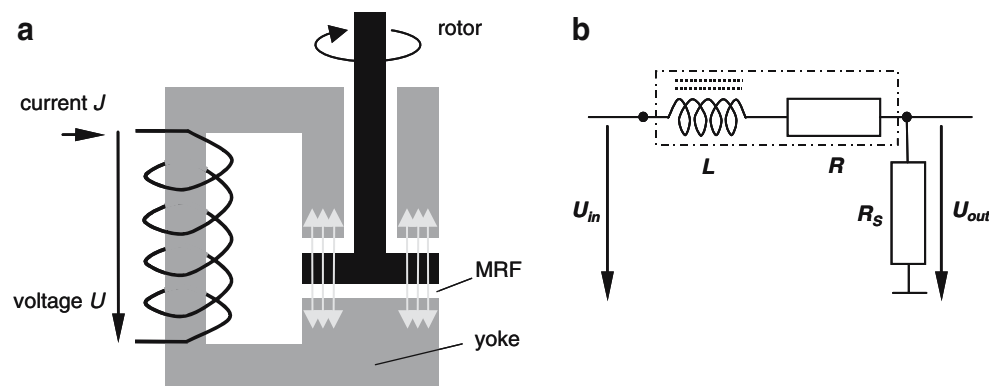 a
rotor
current J
voltage U
MRF
yoke
b
L
R
U_in
R_S
U_out